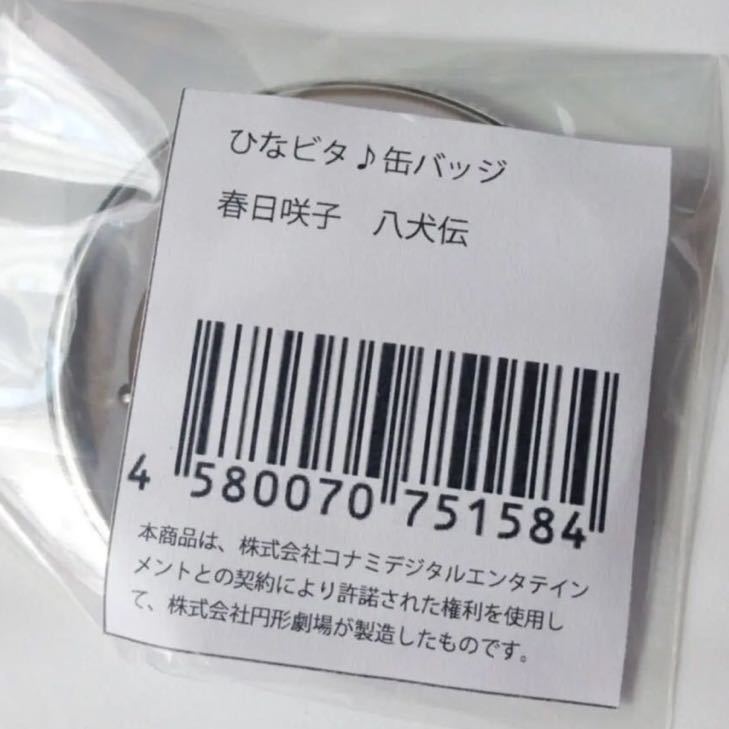 ひなビタ♪缶バッジ
春日咲子　八犬伝
4 580070 751584
本商品は、株式会社コナミデジタルエンタテイン
メントとの契約により許諾された権利を使用し
て、株式会社円形劇場が製造したものです。